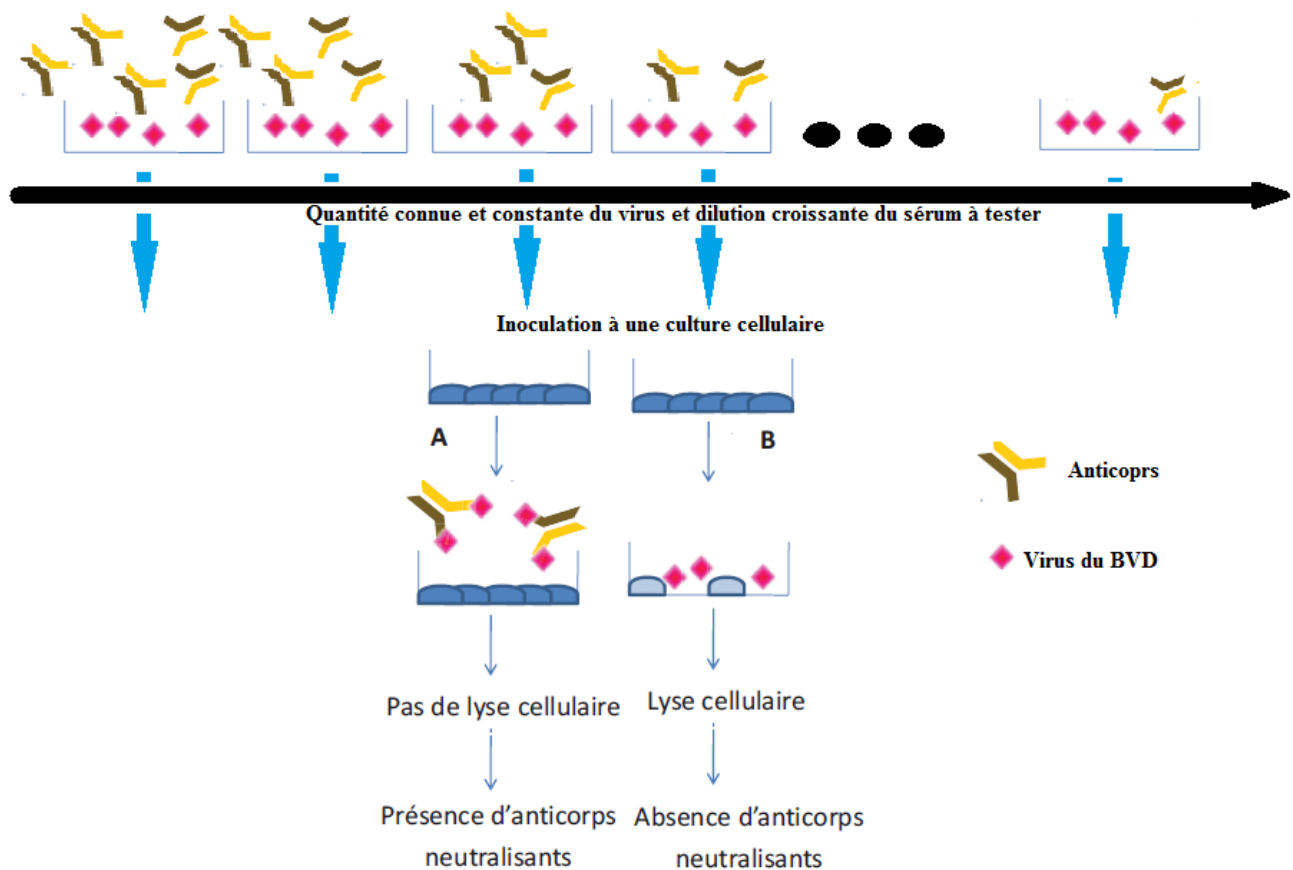 Quantité connue et constante du virus et dilution croissante du sérum à tester
Inoculation à une culture cellulaire
A
B
Anticoprs
Virus du BVD
Pas de lyse cellulaire
Lyse cellulaire
Présence d'anticorps
neutralisants
Absence d'anticorps
neutralisants